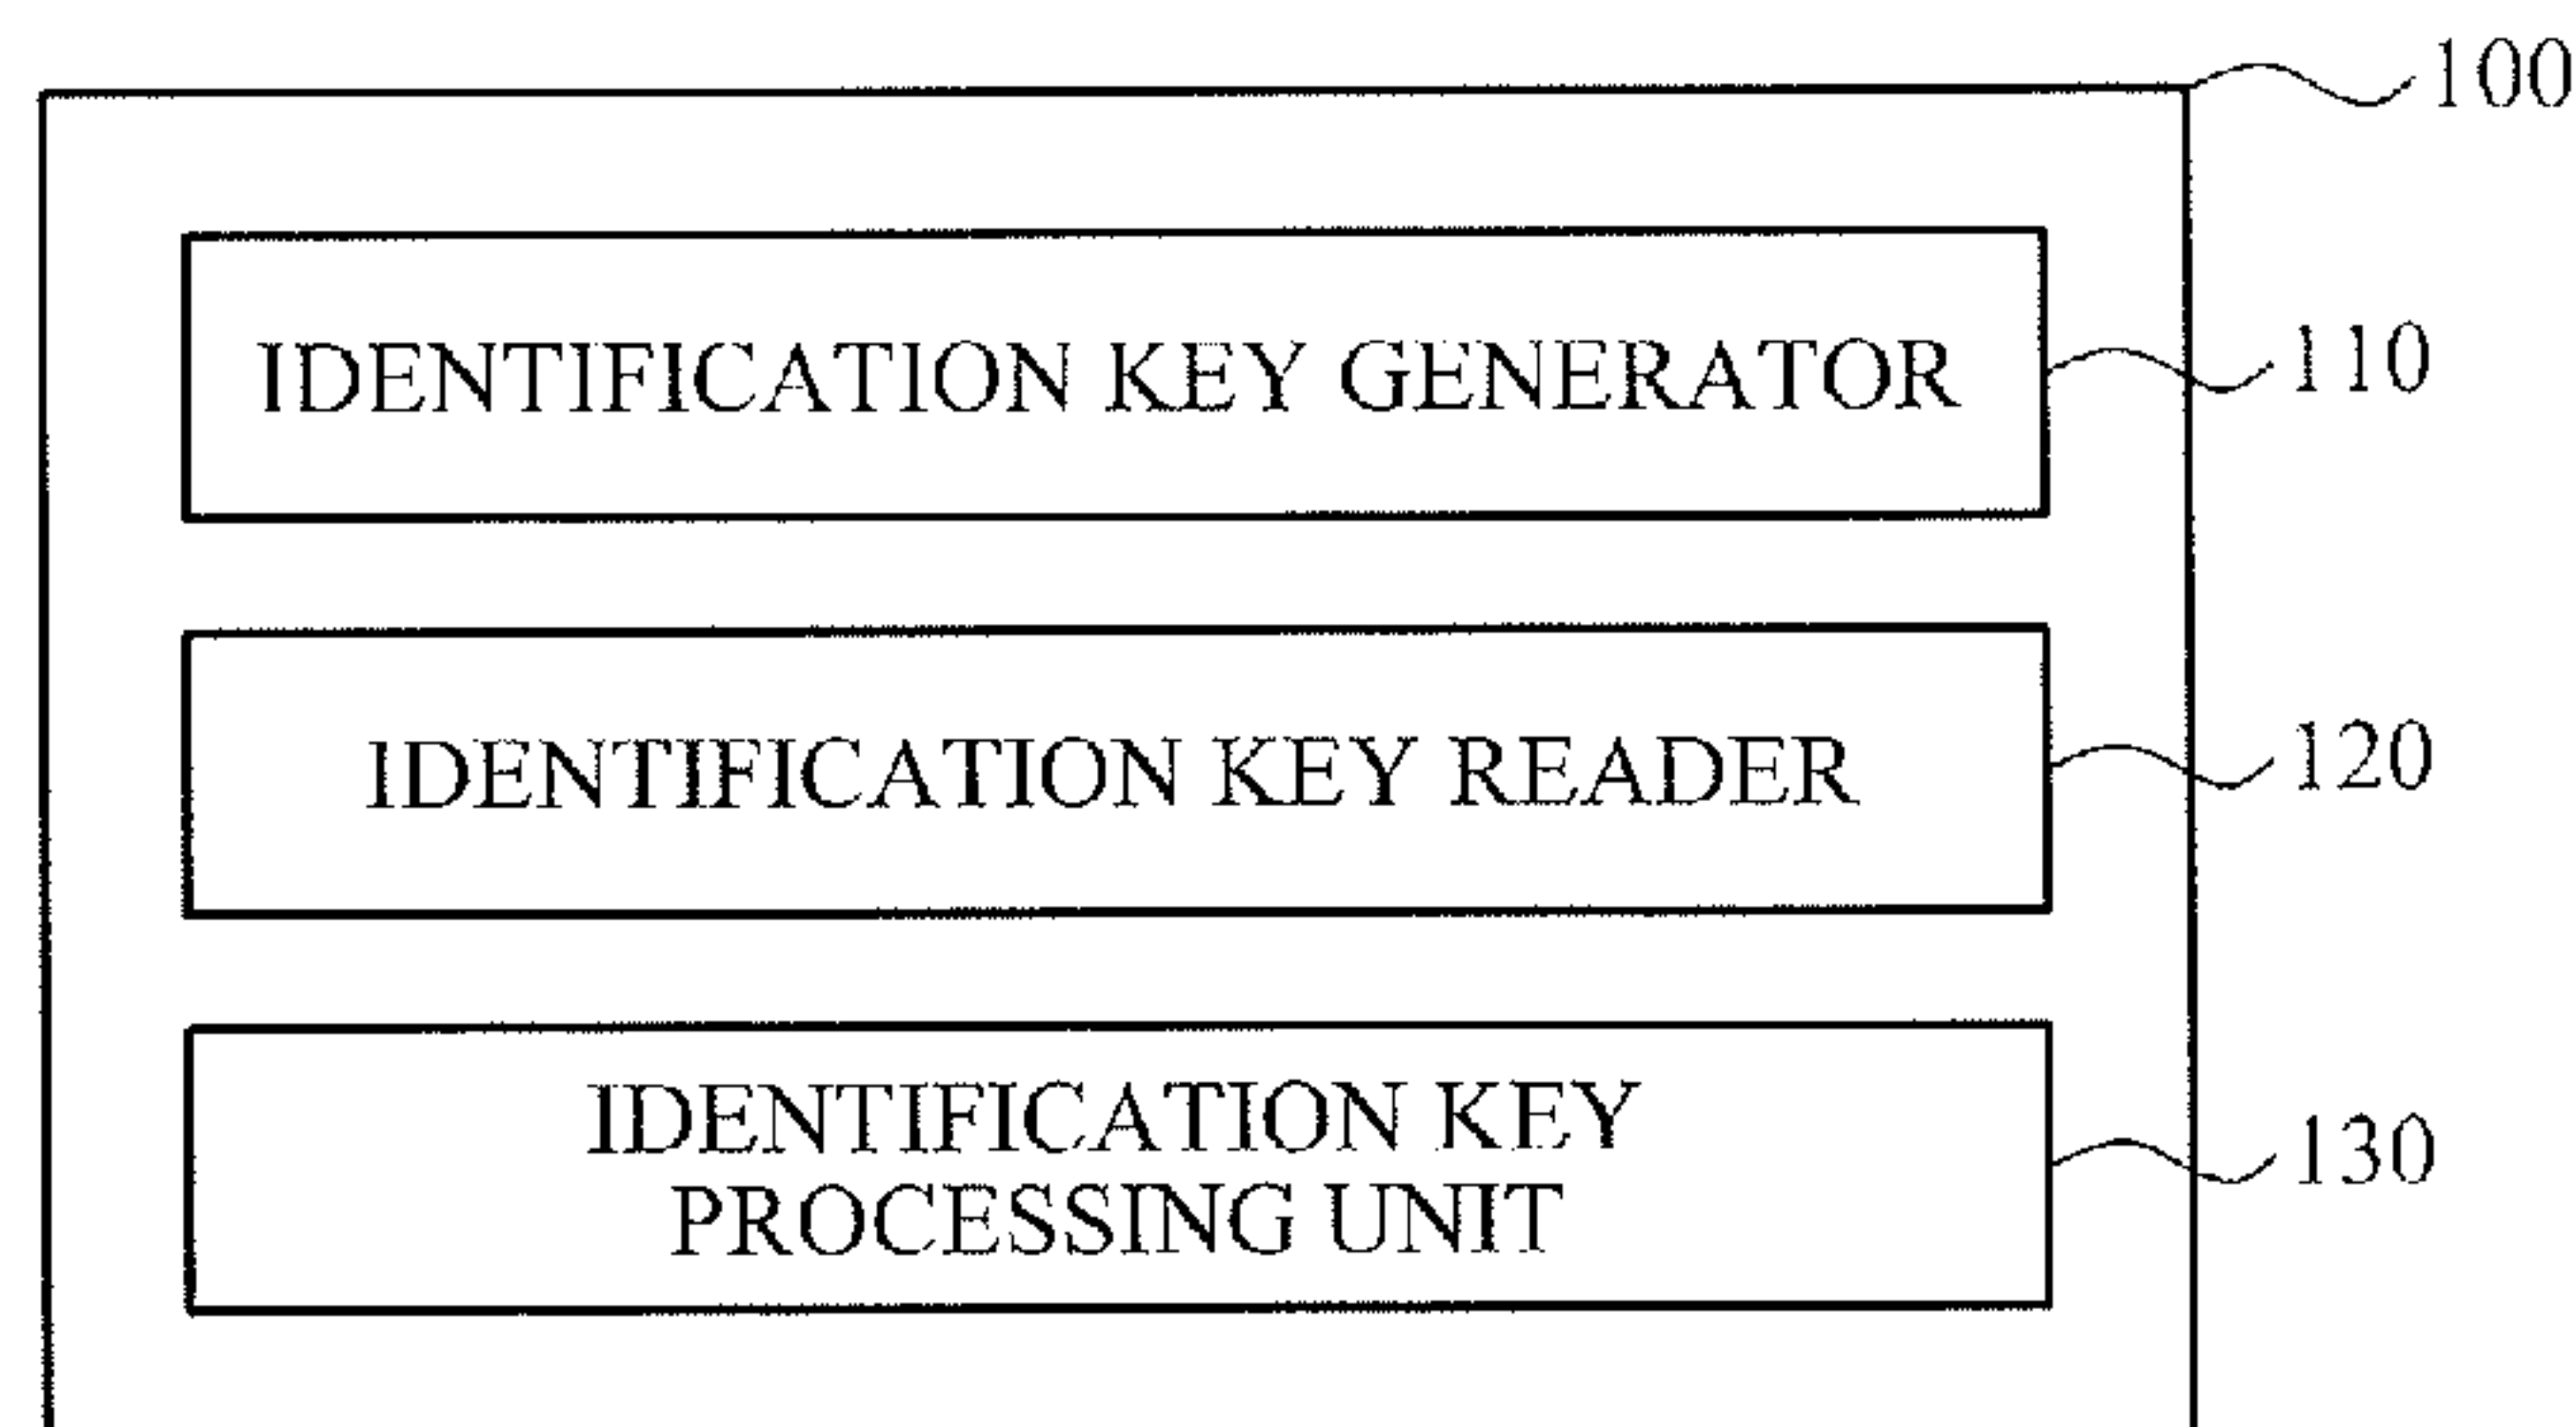 100
IDENTIFICATION KEY GENERATOR
110
IDENTIFICATION KEY READER
120
IDENTIFICATION KEY
PROCESSING UNIT
130